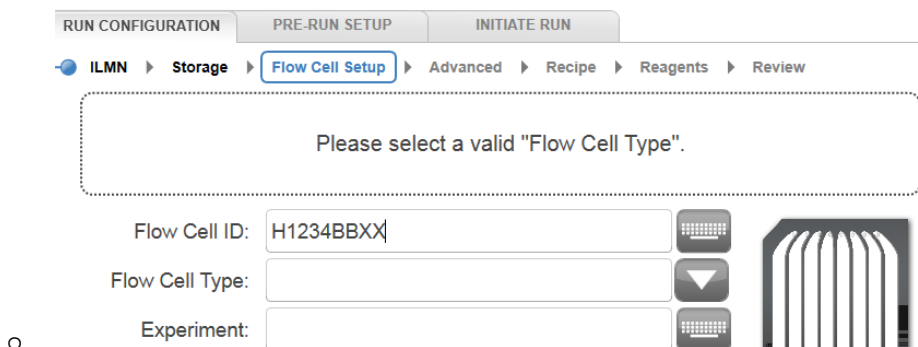 RUN CONFIGURATION PRE-RUN SETUP INITIATE RUN
ILMN Storage Flow Cell Setup Advanced Recipe Reagents Review
Please select a valid "Flow Cell Type".
Flow Cell ID: H1234BBXX
Flow Cell Type:
Experiment: